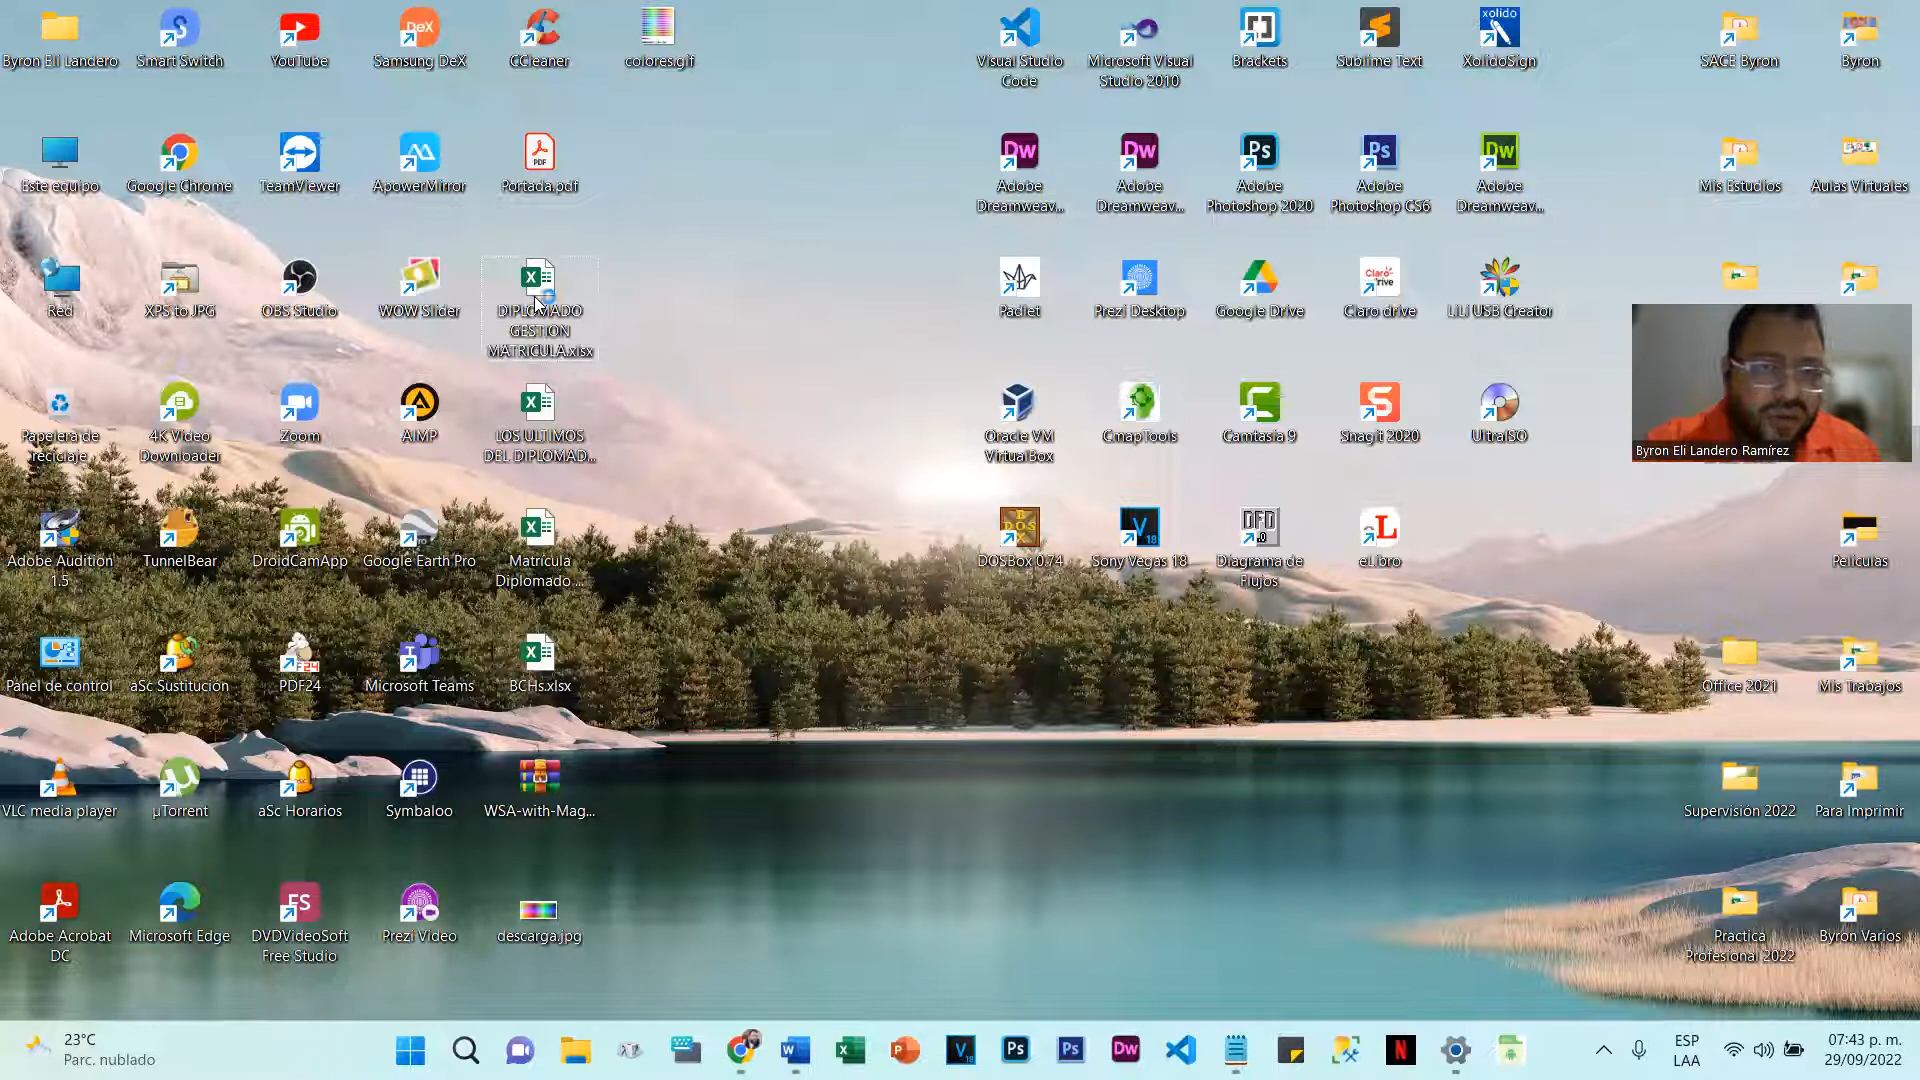 Byron Eli Landero
Smart Switch
YouTube
Samsung DeX
CCleaner
colores.gif
Visual Studio
Code
Microsoft Visual
Studio 2010
Brackets
Sublime Text
XolidoSign
SACE Byron
Byron
Este equipo
Google Chrome
TeamViewer
ApowerMirror
Portada.pdf
Adobe
Dreamweav...
Adobe
Dreamweav...
Adobe
Photoshop 2020
Adobe
Photoshop CS6
Adobe
Dreamweav...
Mis Estudios
Aulas Virtuales
Red
XPS to JPG
OBS Studio
WOW Slider
DIPLOMADO
GESTION
MATRICULA.xlsx
Padlet
Prezi Desktop
Google Drive
Claro drive
LiLi USB Creator
Papelera de
reciclaje
4K Video
Downloader
Zoom
AIMP
LOS ULTIMOS
DEL DIPLOMAD...
Oracle VM
VirtualBox
CmapTools
Camtasia 9
Snagit 2020
UltraISO
Byron Eli Landero Ramírez
Adobe Audition
1.5
TunnelBear
DroidCamApp
Google Earth Pro
Matrícula
Diplomado ...
DOSBox 0.74
Sony Vegas 18
Diagrama de
Flujos
eLibro
Películas
Panel de control
aSc Sustitución
PDF24
Microsoft Teams
BCHs.xlsx
Office 2021
Mis Trabajos
VLC media player
µTorrent
aSc Horarios
Symbaloo
WSA-with-Mag...
Supervisión 2022
Para Imprimir
Adobe Acrobat
DC
Microsoft Edge
DVDVideoSoft
Free Studio
Prezi Video
descarga.jpg
Practica
Profesional 2022
Byron Varios
23°C
Parc. nublado
ESP
LAA
07:43 p. m.
29/09/2022